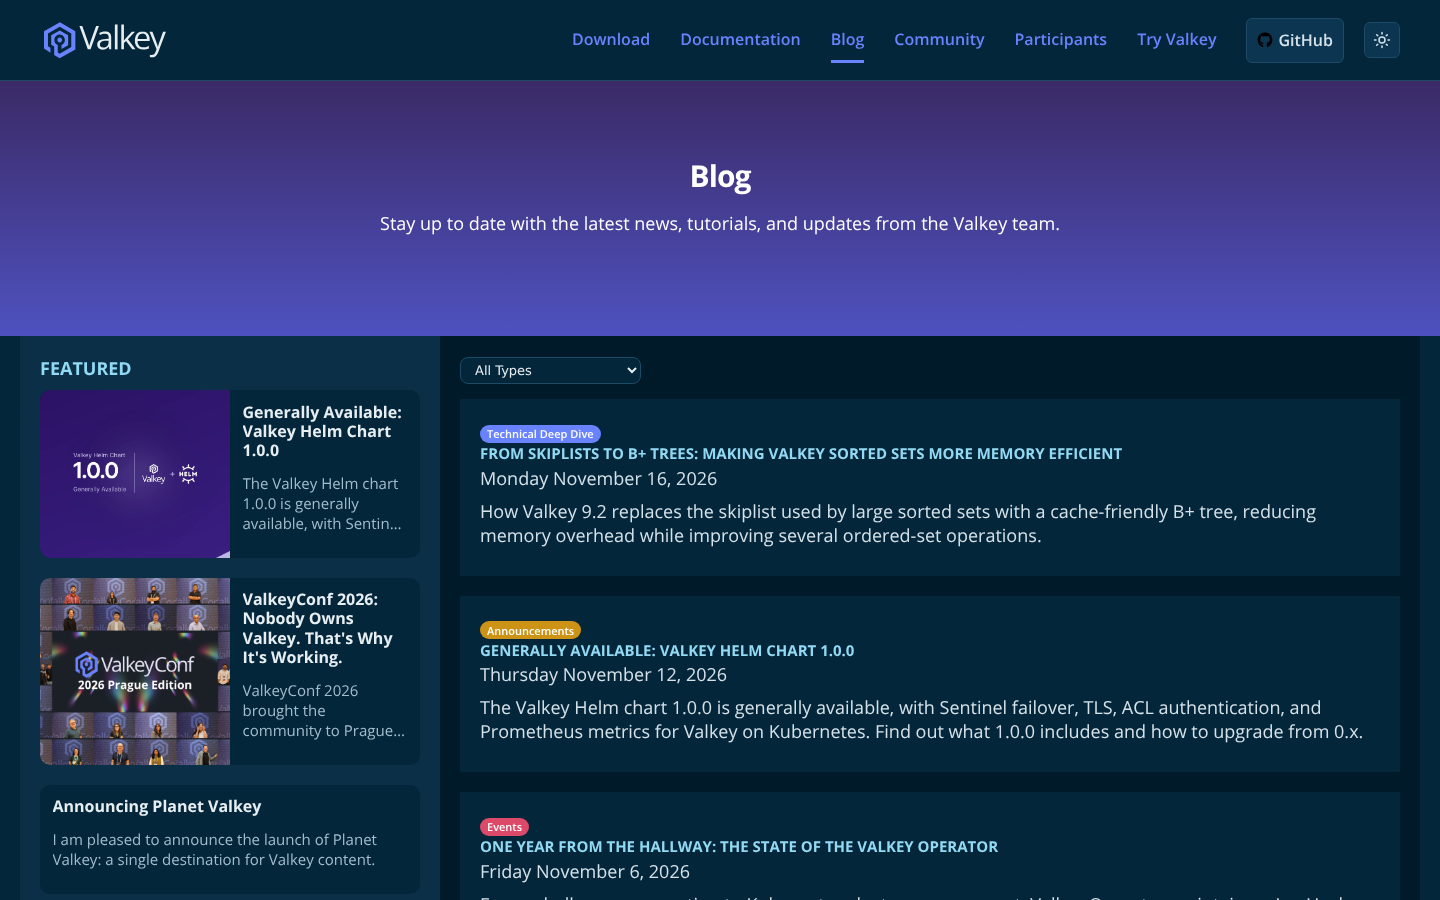 Valkey
Download
Documentation
Blog
Community
Participants
Try Valkey
GitHub
Blog
Stay up to date with the latest news, tutorials, and updates from the Valkey team.
FEATURED
Valkey Helm Chart
1.0.0
Generally Available
Valkey
+
HELM
Generally Available:
Valkey Helm Chart
1.0.0
The Valkey Helm chart
1.0.0 is generally
available, with Sentin...
ValkeyConf
2026 Prague Edition
ValkeyConf 2026:
Nobody Owns
Valkey. That's Why
It's Working.
ValkeyConf 2026
brought the
community to Prague...
Announcing Planet Valkey
I am pleased to announce the launch of Planet
Valkey: a single destination for Valkey content.
All Types
Technical Deep Dive
FROM SKIPLISTS TO B+ TREES: MAKING VALKEY SORTED SETS MORE MEMORY EFFICIENT
Monday November 16, 2026
How Valkey 9.2 replaces the skiplist used by large sorted sets with a cache-friendly B+ tree, reducing
memory overhead while improving several ordered-set operations.
Announcements
GENERALLY AVAILABLE: VALKEY HELM CHART 1.0.0
Thursday November 12, 2026
The Valkey Helm chart 1.0.0 is generally available, with Sentinel failover, TLS, ACL authentication, and
Prometheus metrics for Valkey on Kubernetes. Find out what 1.0.0 includes and how to upgrade from 0.x.
Events
ONE YEAR FROM THE HALLWAY: THE STATE OF THE VALKEY OPERATOR
Friday November 6, 2026